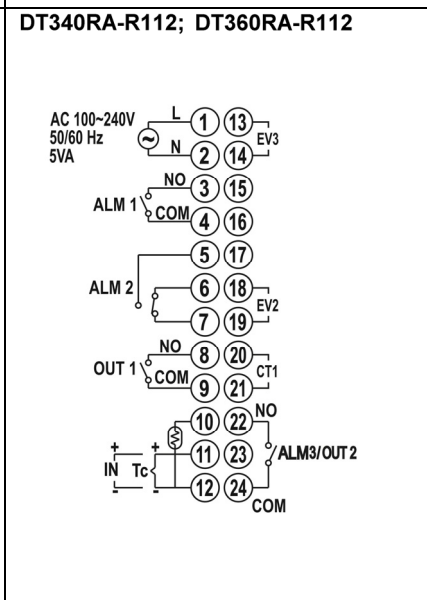 DT340RA-R112; DT360RA-R112
AC 100~240V
50/60 Hz
5VA
L
N
1 13
EV3
2 14
NO
3 15
ALM 1
COM
4 16
5 17
ALM 2
6 18
EV2
7 19
NO
8 20
OUT 1
CT1
COM
9 21
10 22
NO
+ +
IN Tc
11 23
ALM3/OUT 2
- -
12 24
COM